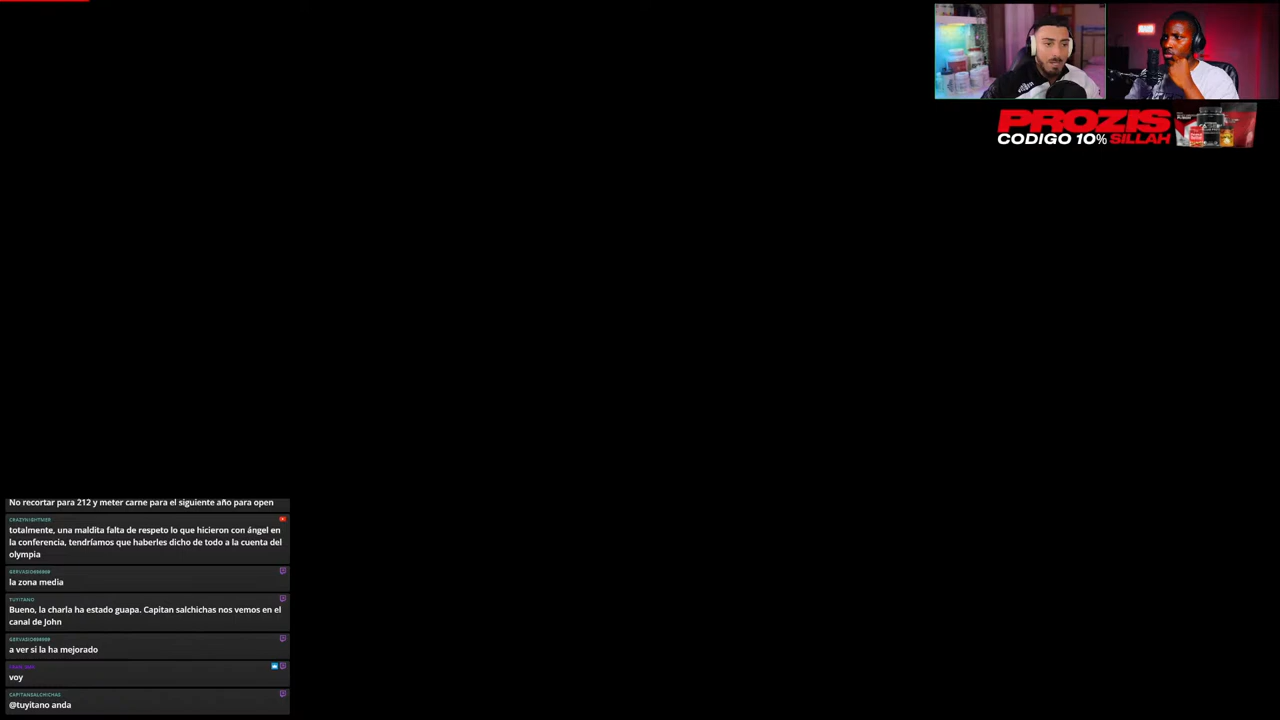 PROZIS
CODIGO 10% SILLAH
No recortar para 212 y meter carne para el siguiente año para open
CRAZYNIGHTMER
totalmente, una maldita falta de respeto lo que hicieron con ángel en
la conferencia, tendríamos que haberles dicho de todo a la cuenta del
olympia
la zona media
TUYITANO
Bueno, la charla ha estado guapa. Capitan salchichas nos vemos en el
canal de John
a ver si la ha mejorado
voy
CAPITANSALCHICHAS
@tuyitano anda